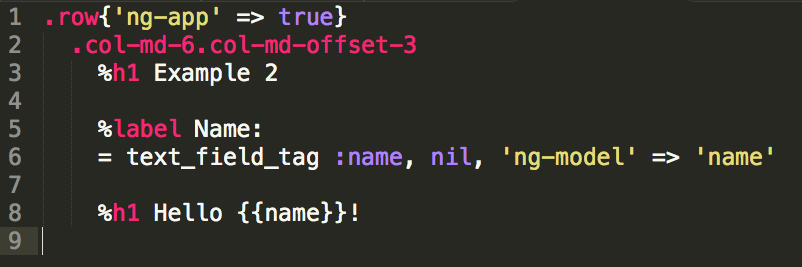 1 .row{'ng-app' => true}
2   .col-md-6.col-md-offset-3
3     %h1 Example 2
4
5     %label Name:
6     = text_field_tag :name, nil, 'ng-model' => 'name'
7
8     %h1 Hello {{name}}!
9